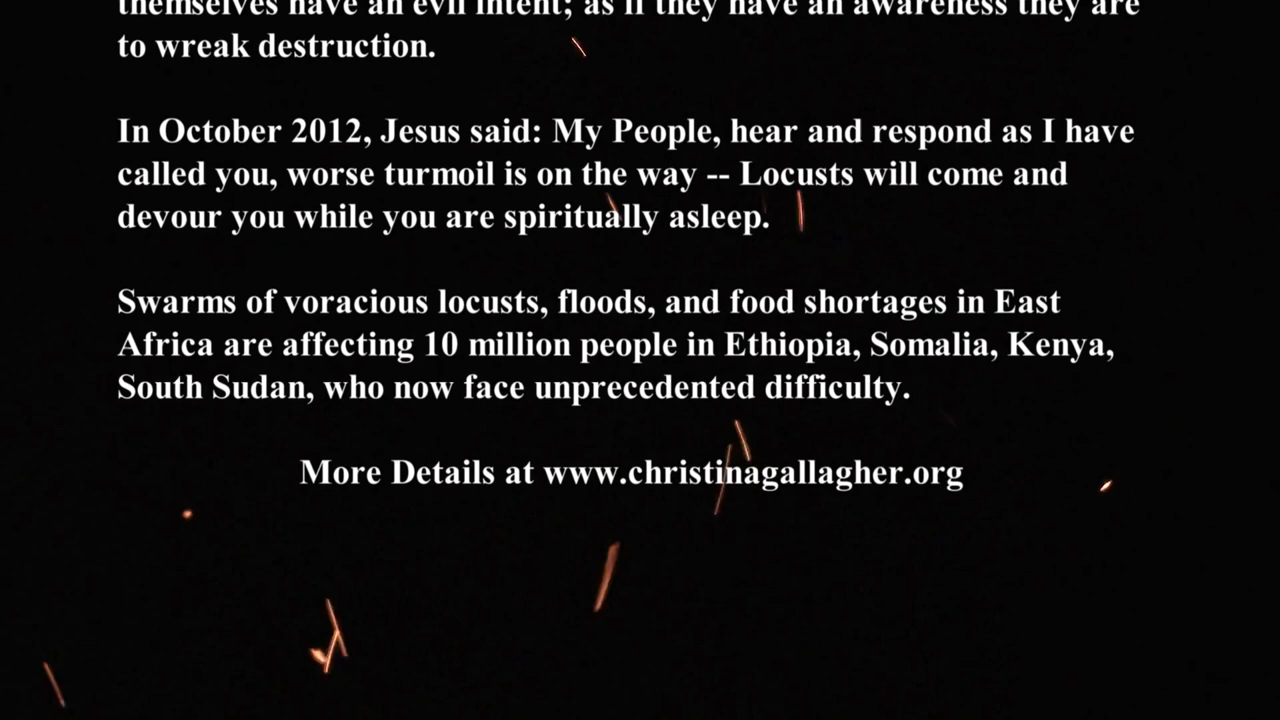 themselves have an evil intent; as if they have an awareness they are
to wreak destruction.
In October 2012, Jesus said: My People, hear and respond as I have
called you, worse turmoil is on the way -- Locusts will come and
devour you while you are spiritually asleep.
Swarms of voracious locusts, floods, and food shortages in East
Africa are affecting 10 million people in Ethiopia, Somalia, Kenya,
South Sudan, who now face unprecedented difficulty.
More Details at www.christinagallagher.org